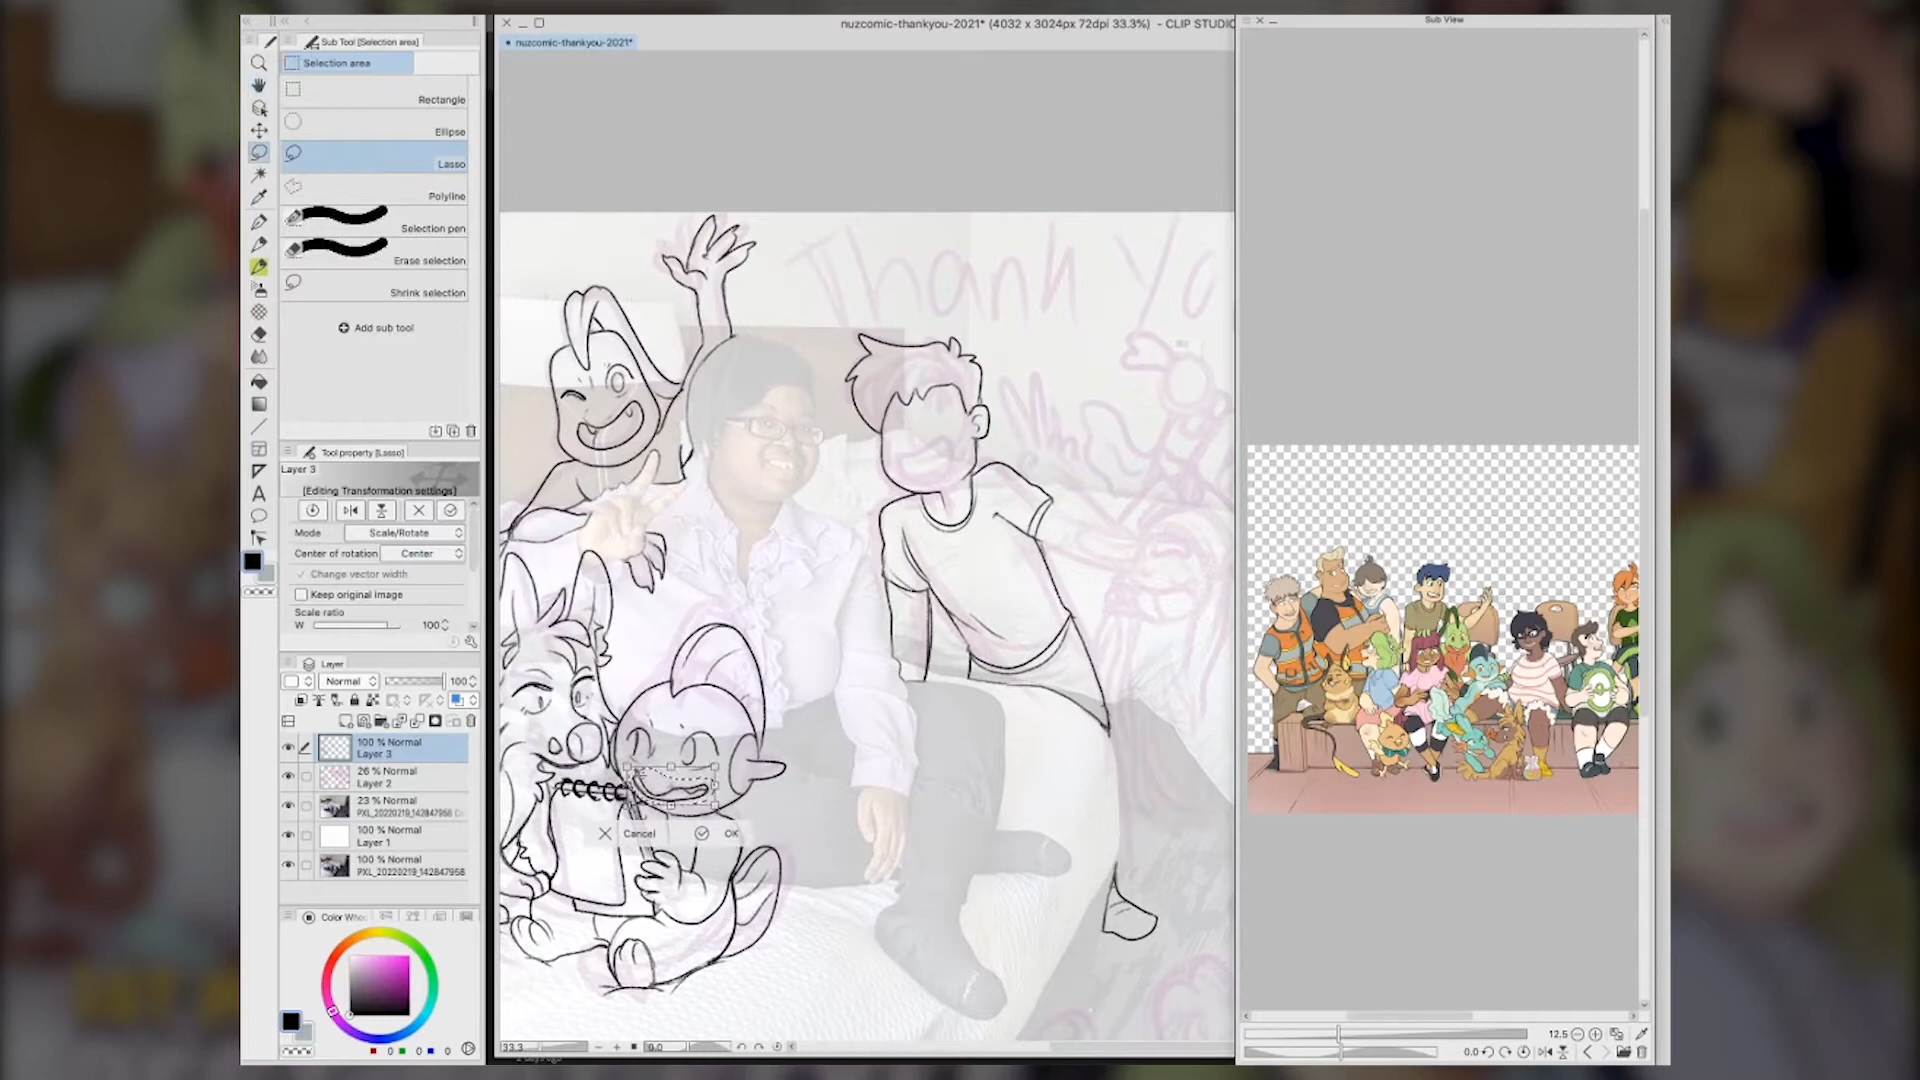 nuzcomic-thankyou-2021* (4032 x 3024px 72dpi 33.3%) - CLIP STUDIO
Sub View
Sub Tool [Selection area]
nuzcomic-thankyou-2021*
Selection area
Rectangle
Ellipse
Lasso
Polyline
Selection pen
Erase selection
Shrink selection
Add sub tool
Tool property [Lasso]
Layer 3
[Editing Transformation settings]
Mode
Scale/Rotate
Center of rotation
Center
Change vector width
Keep original image
Scale ratio
W
100
Layer
Normal
100
100 % Normal
Layer 3
26 % Normal
Layer 2
23 % Normal
PXL_20220219_142847958
100 % Normal
Layer 1
100 % Normal
PXL_20220219_142847958
Color Whe
0 0 0
Thank Yo
Cancel
OK
33.3
0.0
12.5
0.0